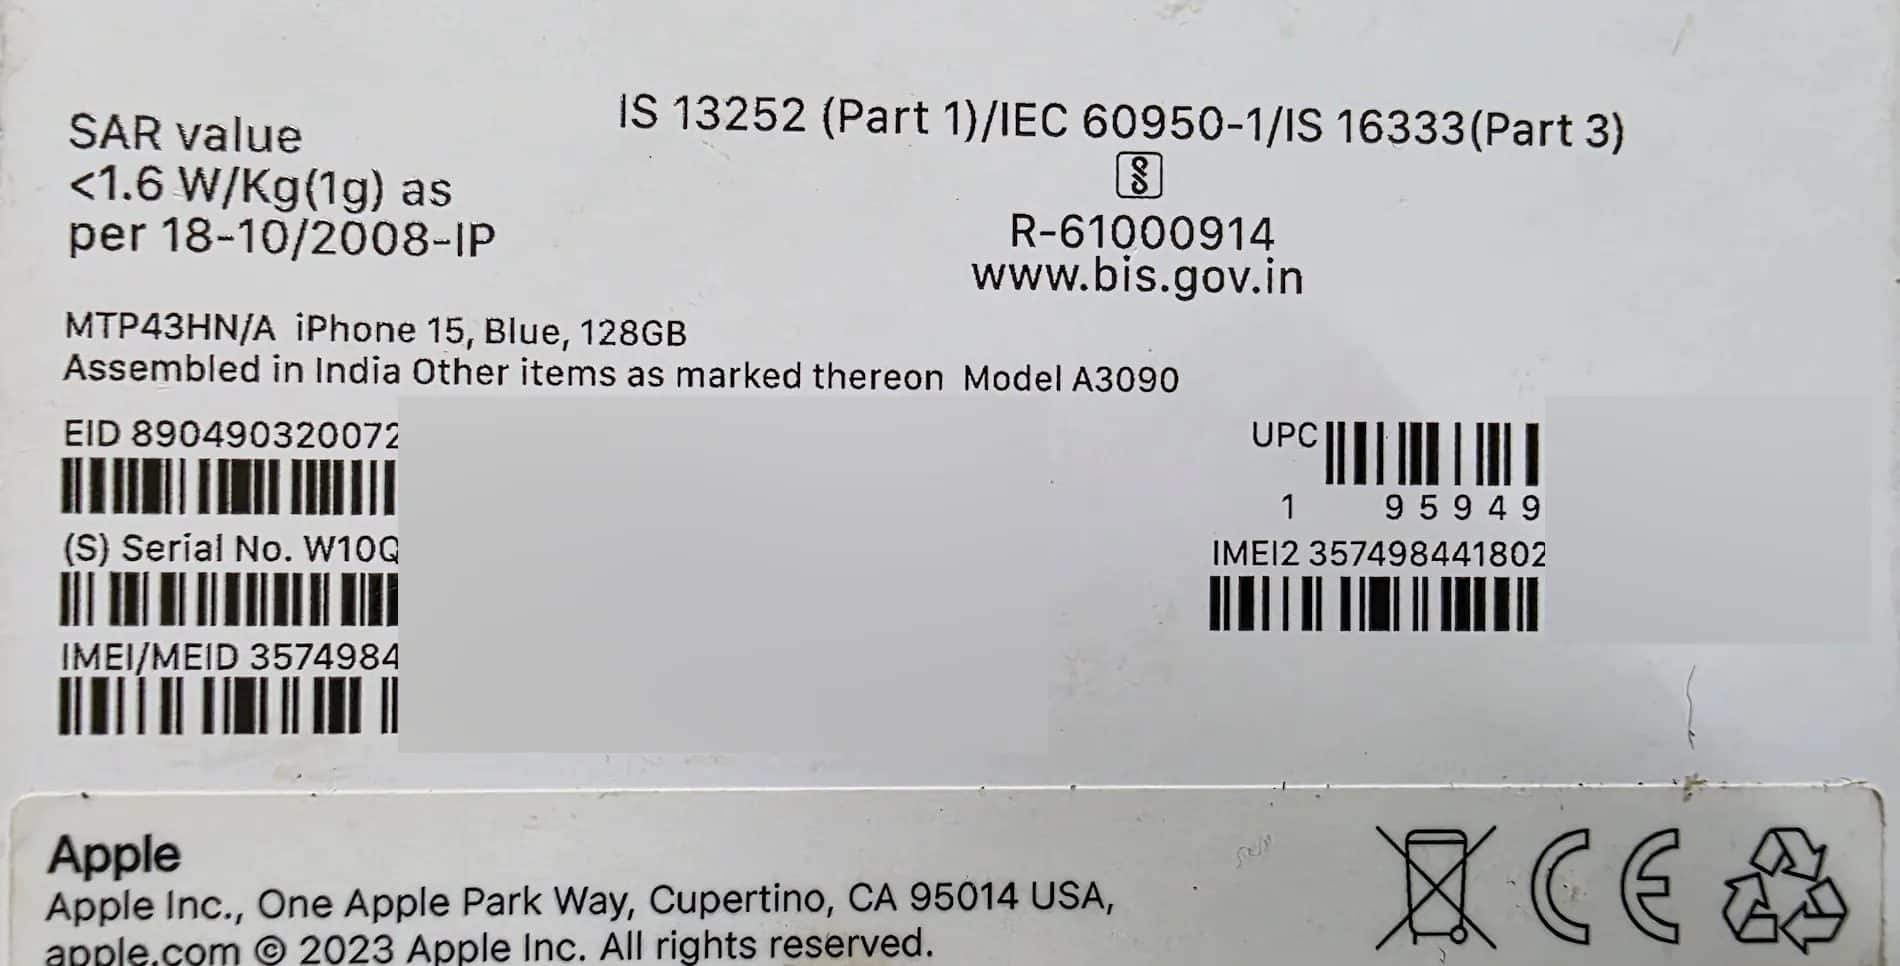 SAR value
<1.6 W/Kg(1g) as
per 18-10/2008-IP
IS 13252 (Part 1)/IEC 60950-1/IS 16333(Part 3)
R-61000914
www.bis.gov.in
MTP43HN/A iPhone 15, Blue, 128GB
Assembled in India Other items as marked thereon Model A3090
EID 890490320072
(S) Serial No. W10Q
IMEI/MEID 3574984
UPC
1 95949
IMEI2 357498441802
Apple
Apple Inc., One Apple Park Way, Cupertino, CA 95014 USA,
apple.com © 2023 Apple Inc. All rights reserved.
CE